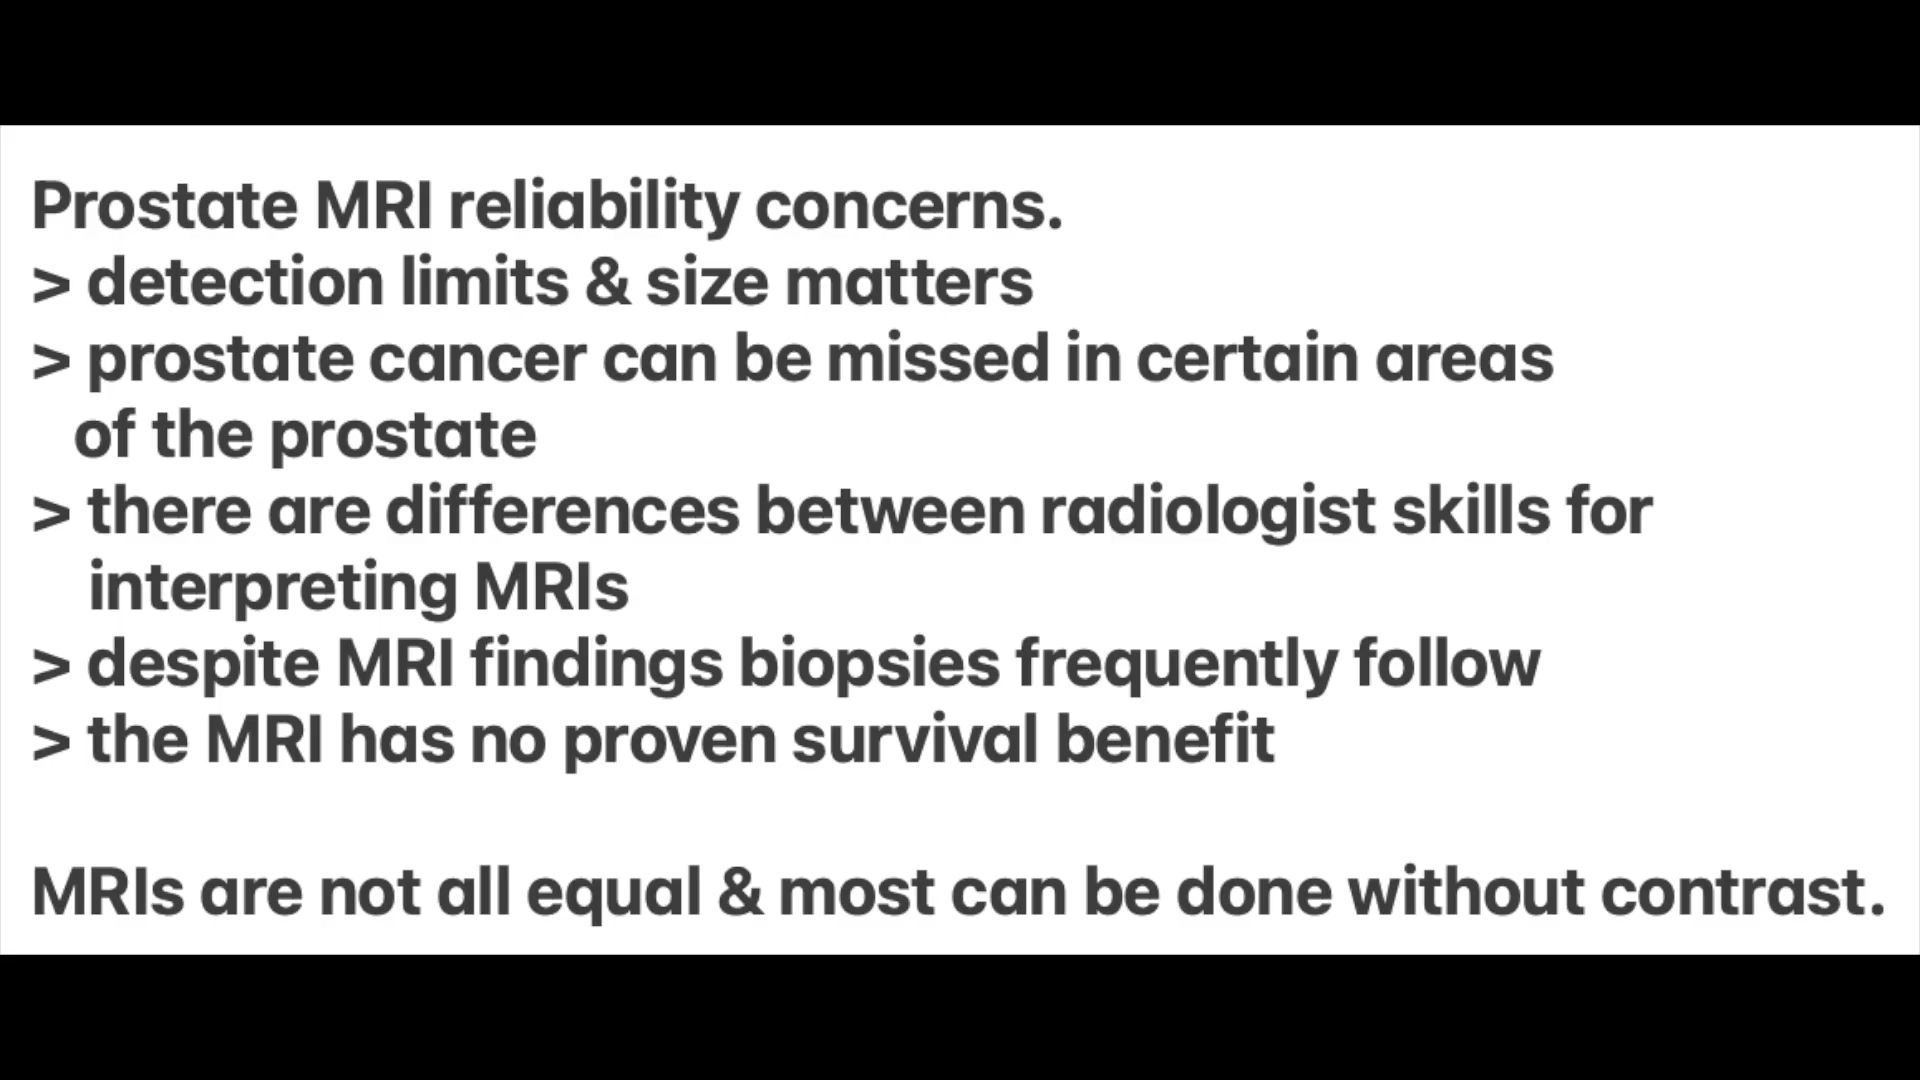 Prostate MRI reliability concerns.
> detection limits & size matters
> prostate cancer can be missed in certain areas
of the prostate
> there are differences between radiologist skills for
interpreting MRIs
> despite MRI findings biopsies frequently follow
> the MRI has no proven survival benefit
MRIs are not all equal & most can be done without contrast.